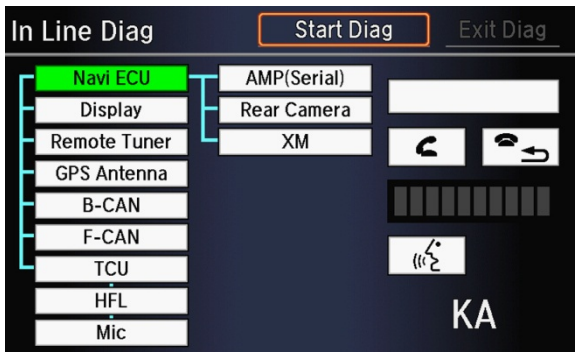 In Line Diag Start Diag Exit Diag
Navi ECU AMP(Serial)
Display Rear Camera
Remote Tuner XM
GPS Antenna
B-CAN
F-CAN
TCU
HFL
Mic
KA